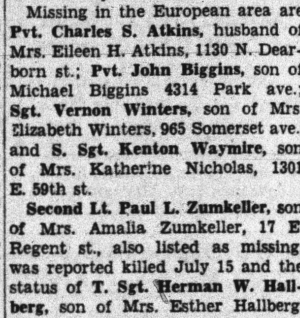 Missing in the European area are
Pvt. Charles S. Atkins, husband of
Mrs. Eileen H. Atkins, 1130 N. Dear-
born st.; Pvt. John Biggins, son of
Michael Biggins 4314 Park ave.;
Sgt. Vernon Winters, son of Mrs.
Elizabeth Winters, 965 Somerset ave.
and S. Sgt. Kenton Waymire, son
of Mrs. Katherine Nicholas, 1301
E. 59th st.
Second Lt. Paul L. Zumkeller, son
of Mrs. Amalia Zumkeller, 17 E
Regent st., also listed as missing
was reported killed July 15 and the
status of T. Sgt. Herman W. Hall-
berg, son of Mrs. Esther Hallberg